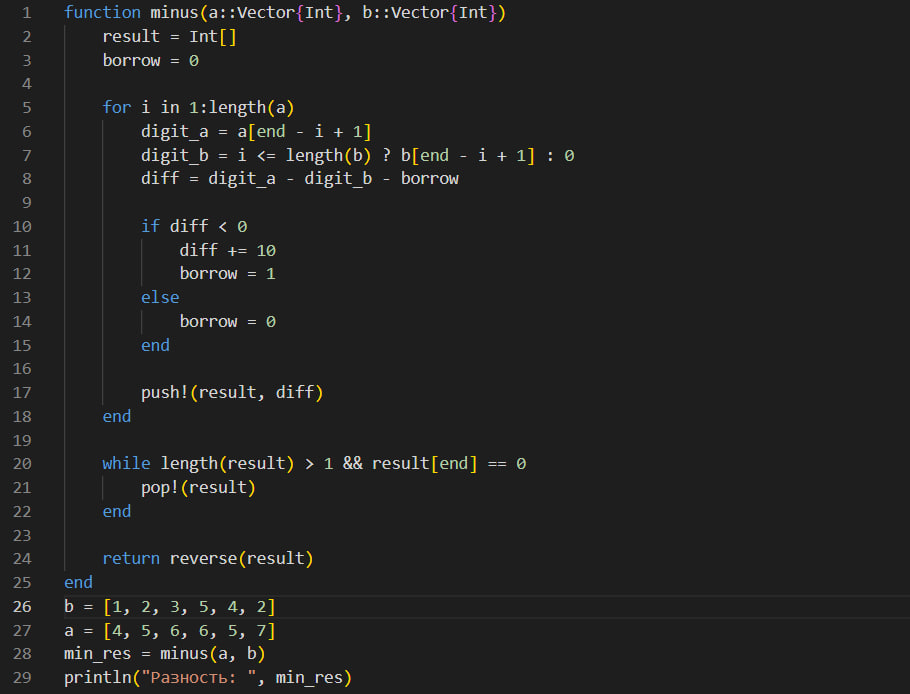 1 function minus(a::Vector{Int}, b::Vector{Int})
2     result = Int[]
3     borrow = 0
4
5     for i in 1:length(a)
6         digit_a = a[end - i + 1]
7         digit_b = i <= length(b) ? b[end - i + 1] : 0
8         diff = digit_a - digit_b - borrow
9
10         if diff < 0
11             diff += 10
12             borrow = 1
13         else
14             borrow = 0
15         end
16
17         push!(result, diff)
18     end
19
20     while length(result) > 1 && result[end] == 0
21         pop!(result)
22     end
23
24     return reverse(result)
25 end
26 b = [1, 2, 3, 5, 4, 2]
27 a = [4, 5, 6, 6, 5, 7]
28 min_res = minus(a, b)
29 println("Разность: ", min_res)